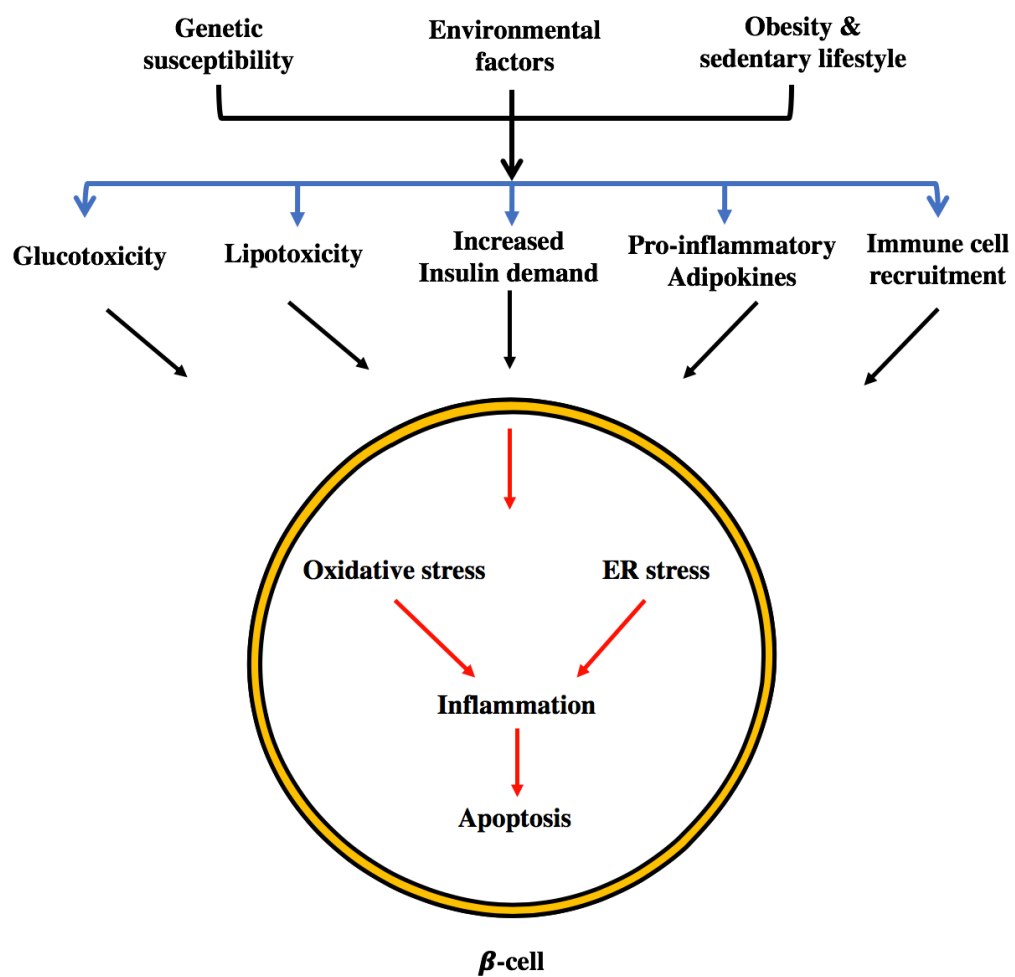 Genetic
susceptibility
Environmental
factors
Obesity &
sedentary lifestyle
Glucotoxicity
Lipotoxicity
Increased
Insulin demand
Pro-inflammatory
Adipokines
Immune cell
recruitment
Oxidative stress
ER stress
Inflammation
Apoptosis
β-cell